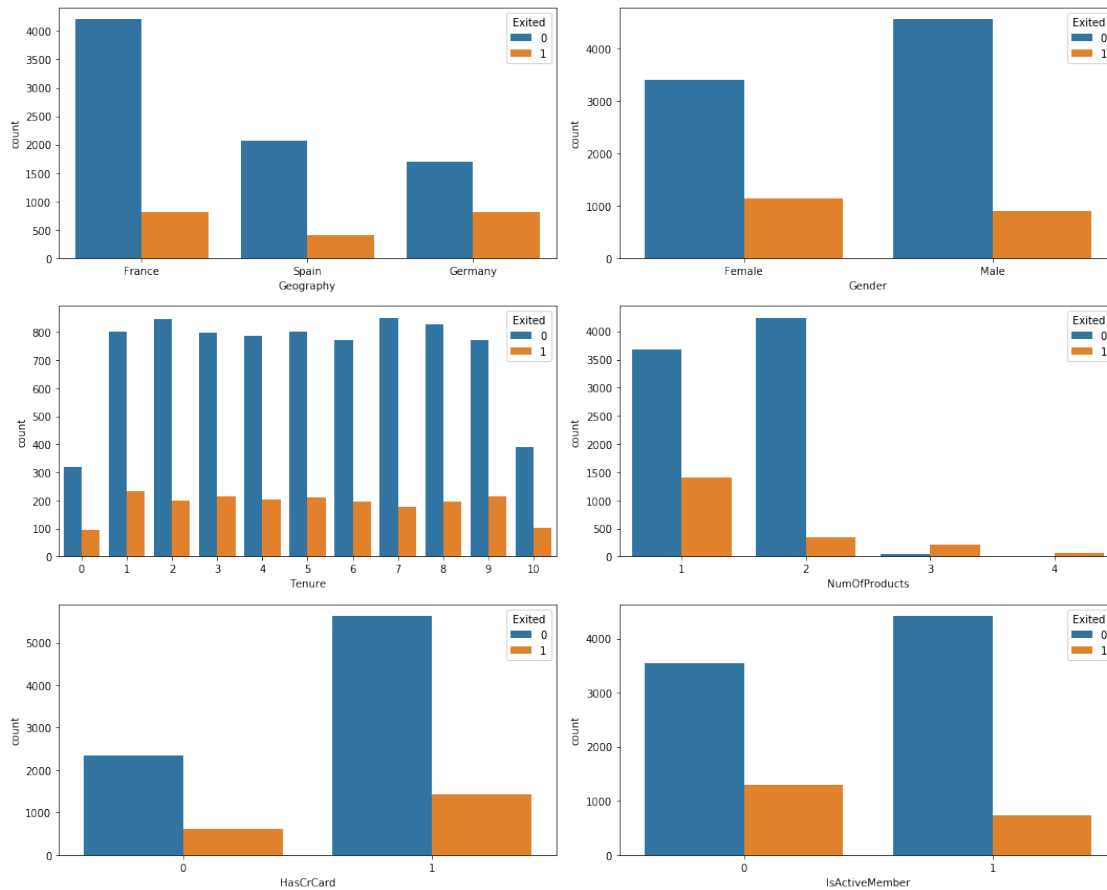 Exited
0
1
count
4000
3500
3000
2500
2000
1500
1000
500
0
France Spain Germany
Geography
Exited
0
1
count
4000
3000
2000
1000
0
Female Male
Gender
Exited
0
1
count
800
700
600
500
400
300
200
100
0
0 1 2 3 4 5 6 7 8 9 10
Tenure
Exited
0
1
count
4000
3500
3000
2500
2000
1500
1000
500
0
1 2 3 4
NumOfProducts
Exited
0
1
count
5000
4000
3000
2000
1000
0
0 1
HasCrCard
Exited
0
1
count
4000
3000
2000
1000
0
0 1
IsActiveMember